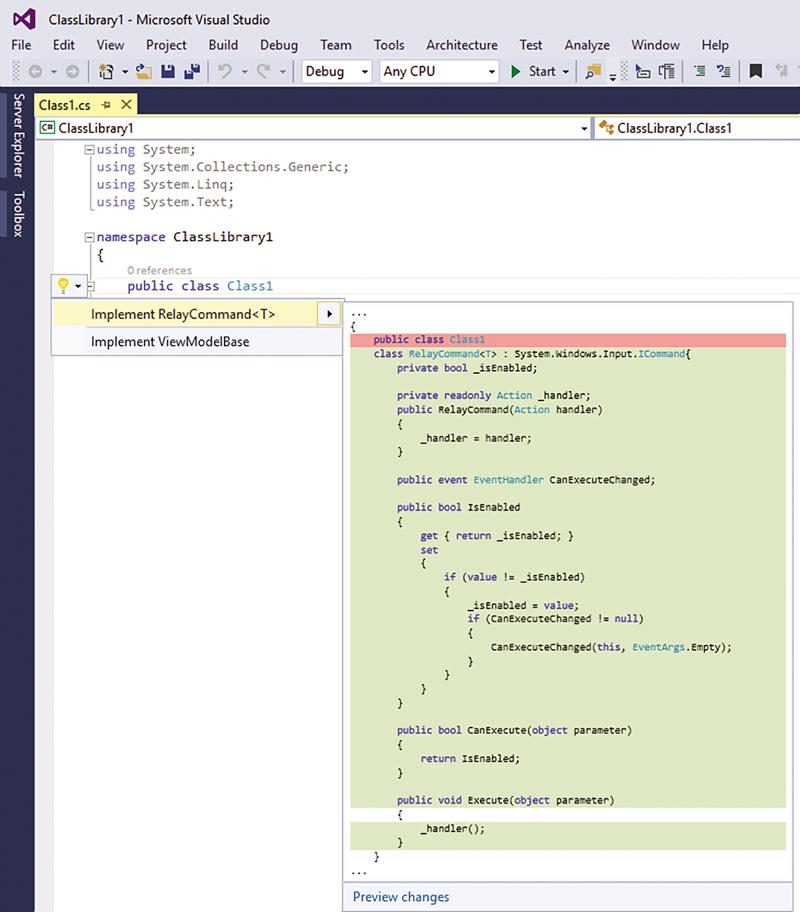 ClassLibrary1 - Microsoft Visual Studio
File Edit View Project Build Debug Team Tools Architecture Test Analyze Window Help
Debug Any CPU Start
Server Explorer
Toolbox
Class1.cs
C# ClassLibrary1 ClassLibrary1.Class1
using System;
using System.Collections.Generic;
using System.Linq;
using System.Text;
namespace ClassLibrary1
{
0 references
public class Class1
Implement RelayCommand<T>
Implement ViewModelBase
...
{
public class Class1
class RelayCommand<T> : System.Windows.Input.ICommand{
private bool _isEnabled;
private readonly Action _handler;
public RelayCommand(Action handler)
{
_handler = handler;
}
public event EventHandler CanExecuteChanged;
public bool IsEnabled
{
get { return _isEnabled; }
set
{
if (value != _isEnabled)
{
_isEnabled = value;
if (CanExecuteChanged != null)
{
CanExecuteChanged(this, EventArgs.Empty);
}
}
}
}
public bool CanExecute(object parameter)
{
return IsEnabled;
}
public void Execute(object parameter)
{
_handler();
}
}
...
Preview changes